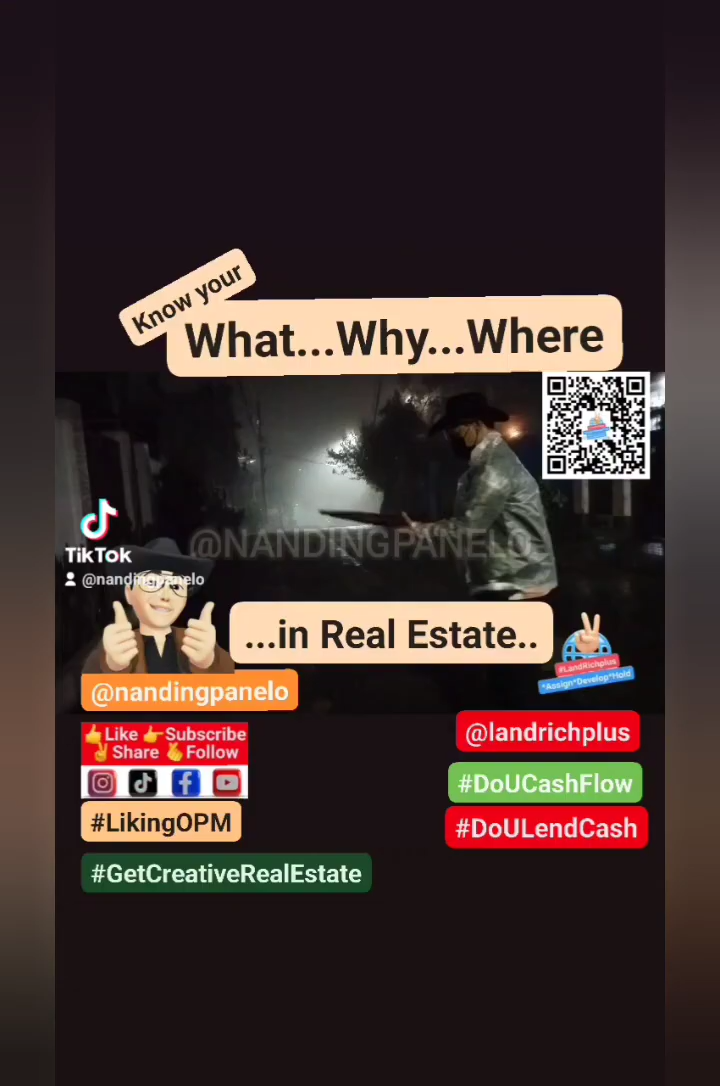 Know your
What...Why...Where
@NANDINGPANELO
TikTok
@nandingpanelo
...in Real Estate..
#LandRichplus
*Assign*Develop*Hold
@nandingpanelo
👍Like 👉Subscribe
✌Share 🫰Follow
@landrichplus
#DoUCashFlow
#LikingOPM
#DoULendCash
#GetCreativeRealEstate